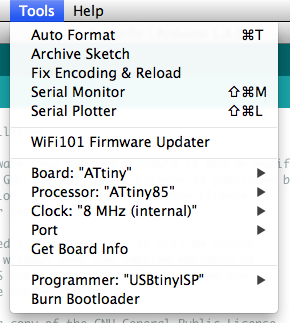 Tools Help
Auto Format ⌘T
Archive Sketch
Fix Encoding & Reload
Serial Monitor ⇧⌘M
Serial Plotter ⇧⌘L
WiFi101 Firmware Updater
Board: "ATtiny"
Processor: "ATtiny85"
Clock: "8 MHz (internal)"
Port
Get Board Info
Programmer: "USBtinyISP"
Burn Bootloader